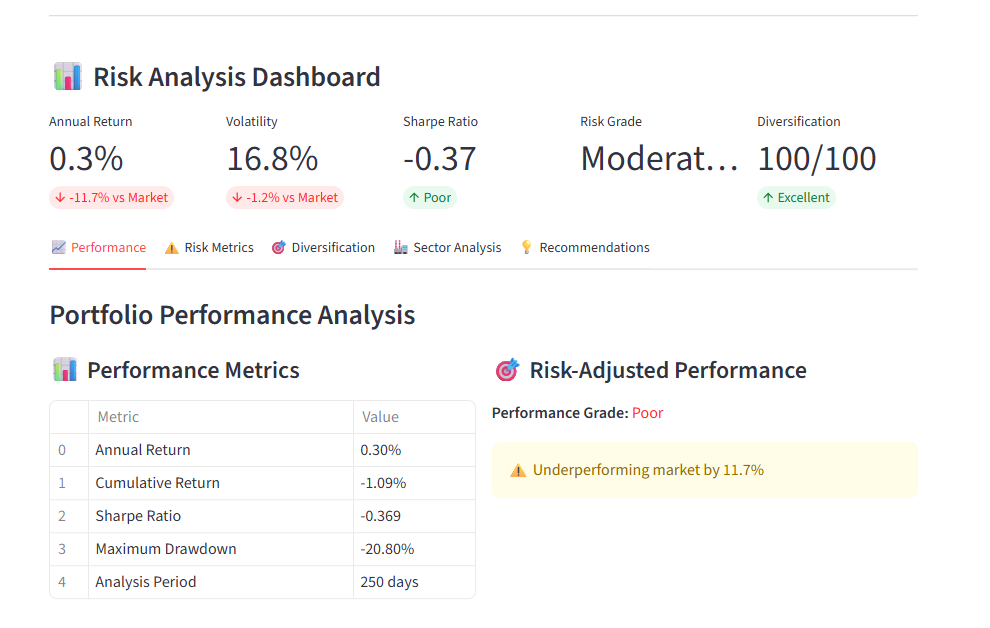 Risk Analysis Dashboard
Annual Return Volatility Sharpe Ratio Risk Grade Diversification
0.3% 16.8% -0.37 Moderat... 100/100
↓ -11.7% vs Market ↓ -1.2% vs Market ↑ Poor ↑ Excellent
Performance Risk Metrics Diversification Sector Analysis Recommendations
Portfolio Performance Analysis
Performance Metrics
Metric Value
0 Annual Return 0.30%
1 Cumulative Return -1.09%
2 Sharpe Ratio -0.369
3 Maximum Drawdown -20.80%
4 Analysis Period 250 days
Risk-Adjusted Performance
Performance Grade: Poor
Underperforming market by 11.7%